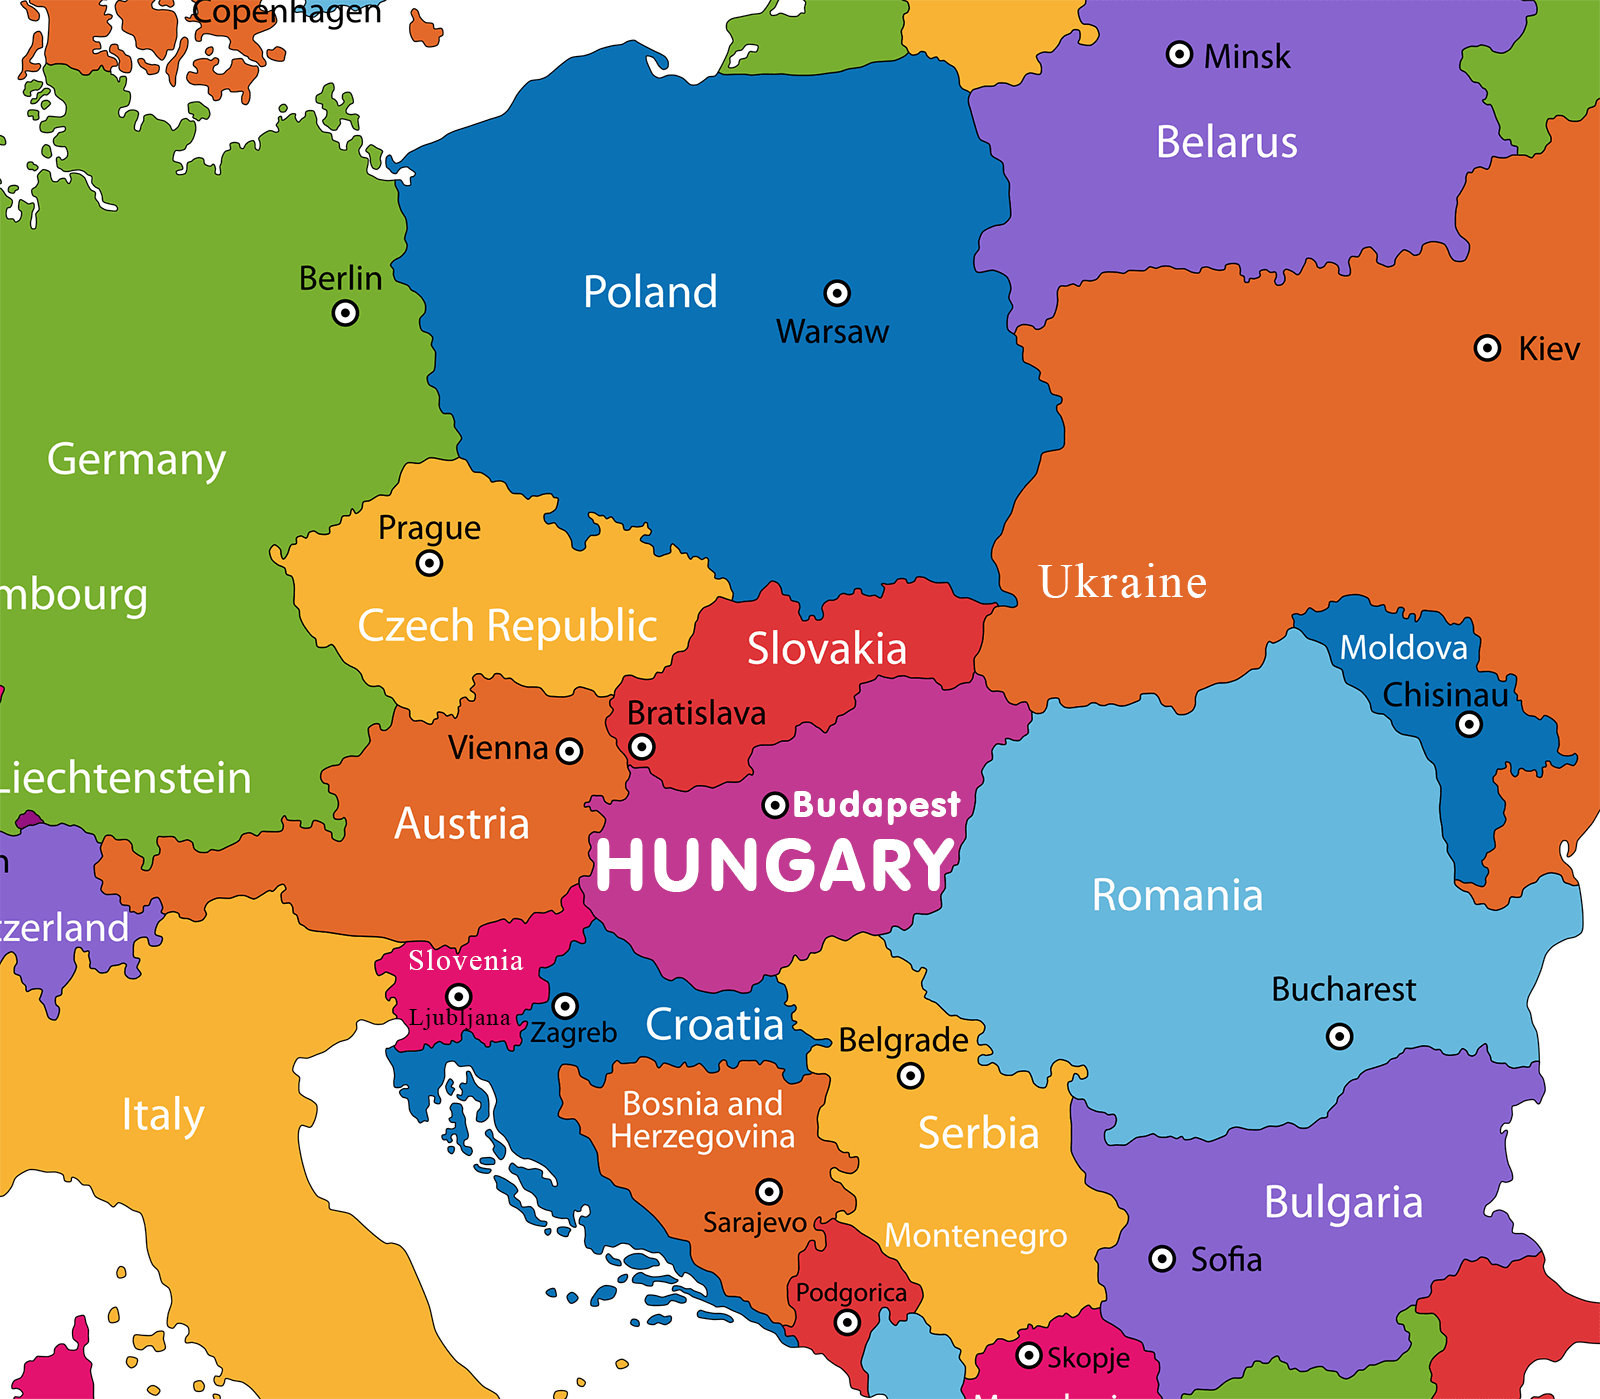 Copenhagen
Minsk
Belarus
Berlin
Poland
Warsaw
Kiev
Germany
Prague
Ukraine
mbourg
Czech Republic
Slovakia
Moldova
Chisinau
Bratislava
Vienna
Liechtenstein
Budapest
Austria
HUNGARY
n
Romania
tzerland
Slovenia
Ljubljana
Zagreb
Croatia
Bucharest
Belgrade
Italy
Bosnia and
Herzegovina
Serbia
Sarajevo
Bulgaria
Montenegro
Sofia
Podgorica
Skopje